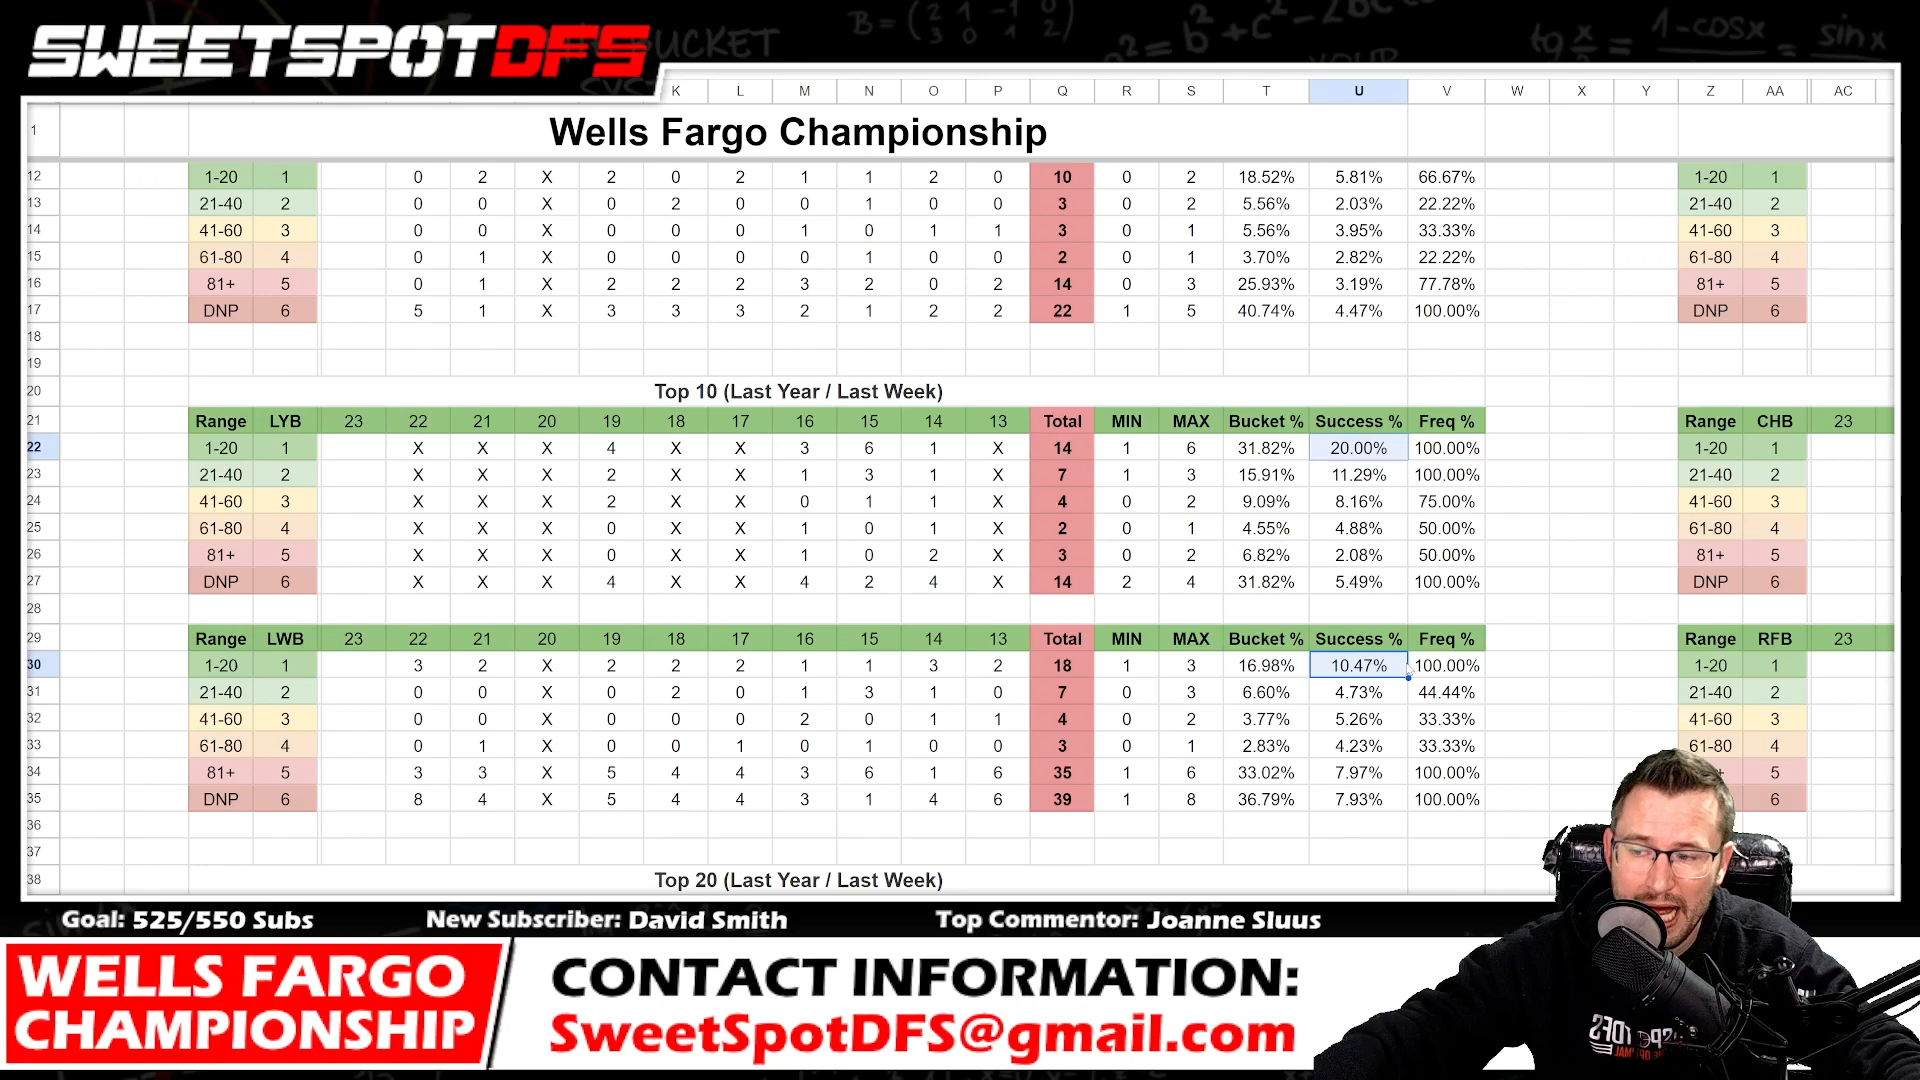 SWEETSPOTDFS
BUCKET
K L M N O P Q R S T U V W X Y Z AA AC
1 Wells Fargo Championship
12 1-20 1 0 2 X 2 0 2 1 1 2 0 10 0 2 18.52% 5.81% 66.67% 1-20 1
13 21-40 2 0 0 X 0 2 0 0 1 0 0 3 0 2 5.56% 2.03% 22.22% 21-40 2
14 41-60 3 0 0 X 0 0 0 1 0 1 1 3 0 1 5.56% 3.95% 33.33% 41-60 3
15 61-80 4 0 1 X 0 0 0 0 1 0 0 2 0 1 3.70% 2.82% 22.22% 61-80 4
16 81+ 5 0 1 X 2 2 2 3 2 0 2 14 0 3 25.93% 3.19% 77.78% 81+ 5
17 DNP 6 5 1 X 3 3 3 2 1 2 2 22 1 5 40.74% 4.47% 100.00% DNP 6
18
19
20 Top 10 (Last Year / Last Week)
21 Range LYB 23 22 21 20 19 18 17 16 15 14 13 Total MIN MAX Bucket % Success % Freq % Range CHB 23
22 1-20 1 X X X 4 X X 3 6 1 X 14 1 6 31.82% 20.00% 100.00% 1-20 1
23 21-40 2 X X X 2 X X 1 3 1 X 7 1 3 15.91% 11.29% 100.00% 21-40 2
24 41-60 3 X X X 2 X X 0 1 1 X 4 0 2 9.09% 8.16% 75.00% 41-60 3
25 61-80 4 X X X 0 X X 1 0 1 X 2 0 1 4.55% 4.88% 50.00% 61-80 4
26 81+ 5 X X X 0 X X 1 0 2 X 3 0 2 6.82% 2.08% 50.00% 81+ 5
27 DNP 6 X X X 4 X X 4 2 4 X 14 2 4 31.82% 5.49% 100.00% DNP 6
28
29 Range LWB 23 22 21 20 19 18 17 16 15 14 13 Total MIN MAX Bucket % Success % Freq % Range RFB 23
30 1-20 1 3 2 X 2 2 2 1 1 3 2 18 1 3 16.98% 10.47% 100.00% 1-20 1
31 21-40 2 0 0 X 0 2 0 1 3 1 0 7 0 3 6.60% 4.73% 44.44% 21-40 2
32 41-60 3 0 0 X 0 0 0 2 0 1 1 4 0 2 3.77% 5.26% 33.33% 41-60 3
33 61-80 4 0 1 X 0 0 1 0 1 0 0 3 0 1 2.83% 4.23% 33.33% 61-80 4
34 81+ 5 3 3 X 5 4 4 3 6 1 6 35 1 6 33.02% 7.97% 100.00% 5
35 DNP 6 8 4 X 5 4 4 3 1 4 6 39 1 8 36.79% 7.93% 100.00% 6
36
37
38 Top 20 (Last Year / Last Week)
Goal: 525/550 Subs New Subscriber: David Smith Top Commentor: Joanne Sluus
WELLS FARGO
CHAMPIONSHIP
CONTACT INFORMATION:
SweetSpotDFS@gmail.com